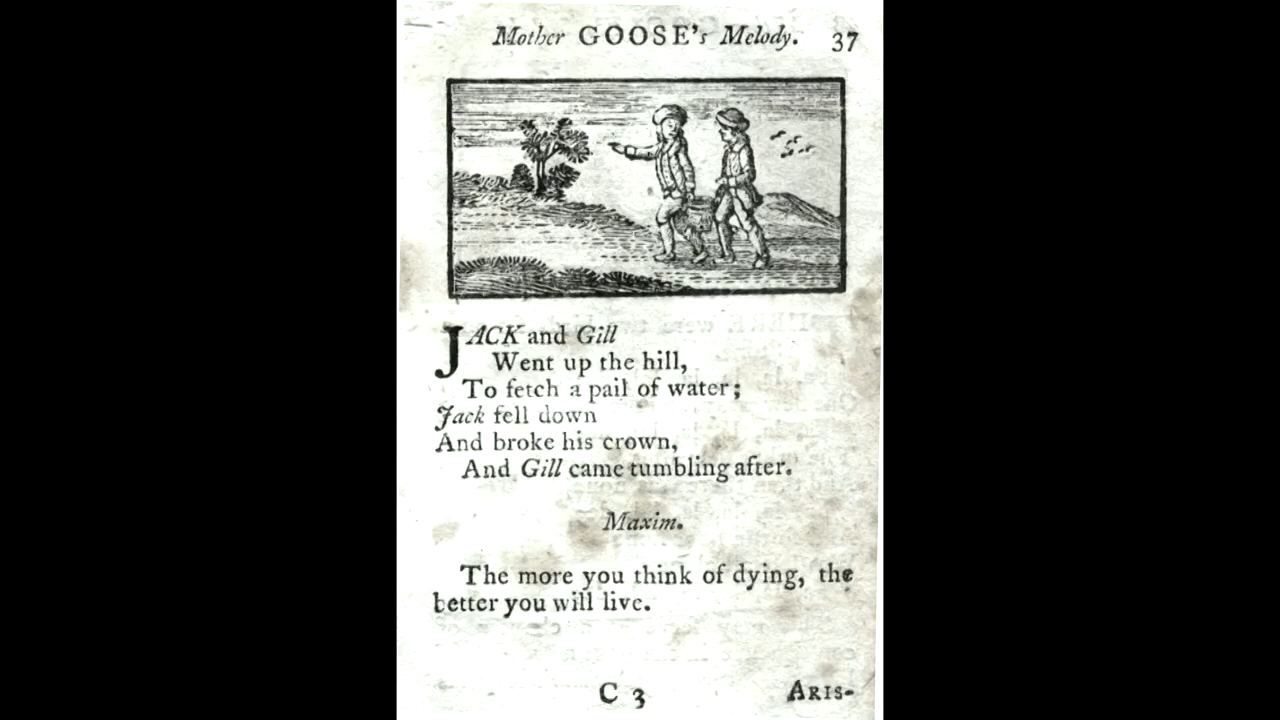 Mother GOOSE's Melody. 37
JACK and Gill
Went up the hill,
To fetch a pail of water;
Jack fell down
And broke his crown,
And Gill came tumbling after.
Maxim.
The more you think of dying, the
better you will live.
C 3 ARIS-